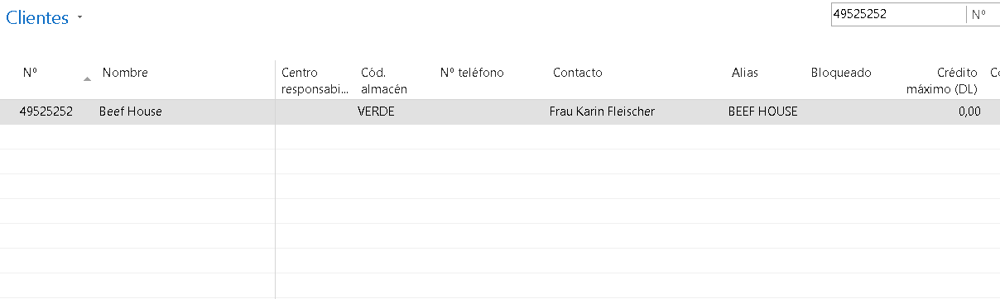 Clientes
49525252 Nº
Nº Nombre Centro responsabi... Cód. almacén Nº teléfono Contacto Alias Bloqueado Crédito máximo (DL) Co
49525252 Beef House VERDE Frau Karin Fleischer BEEF HOUSE 0,00